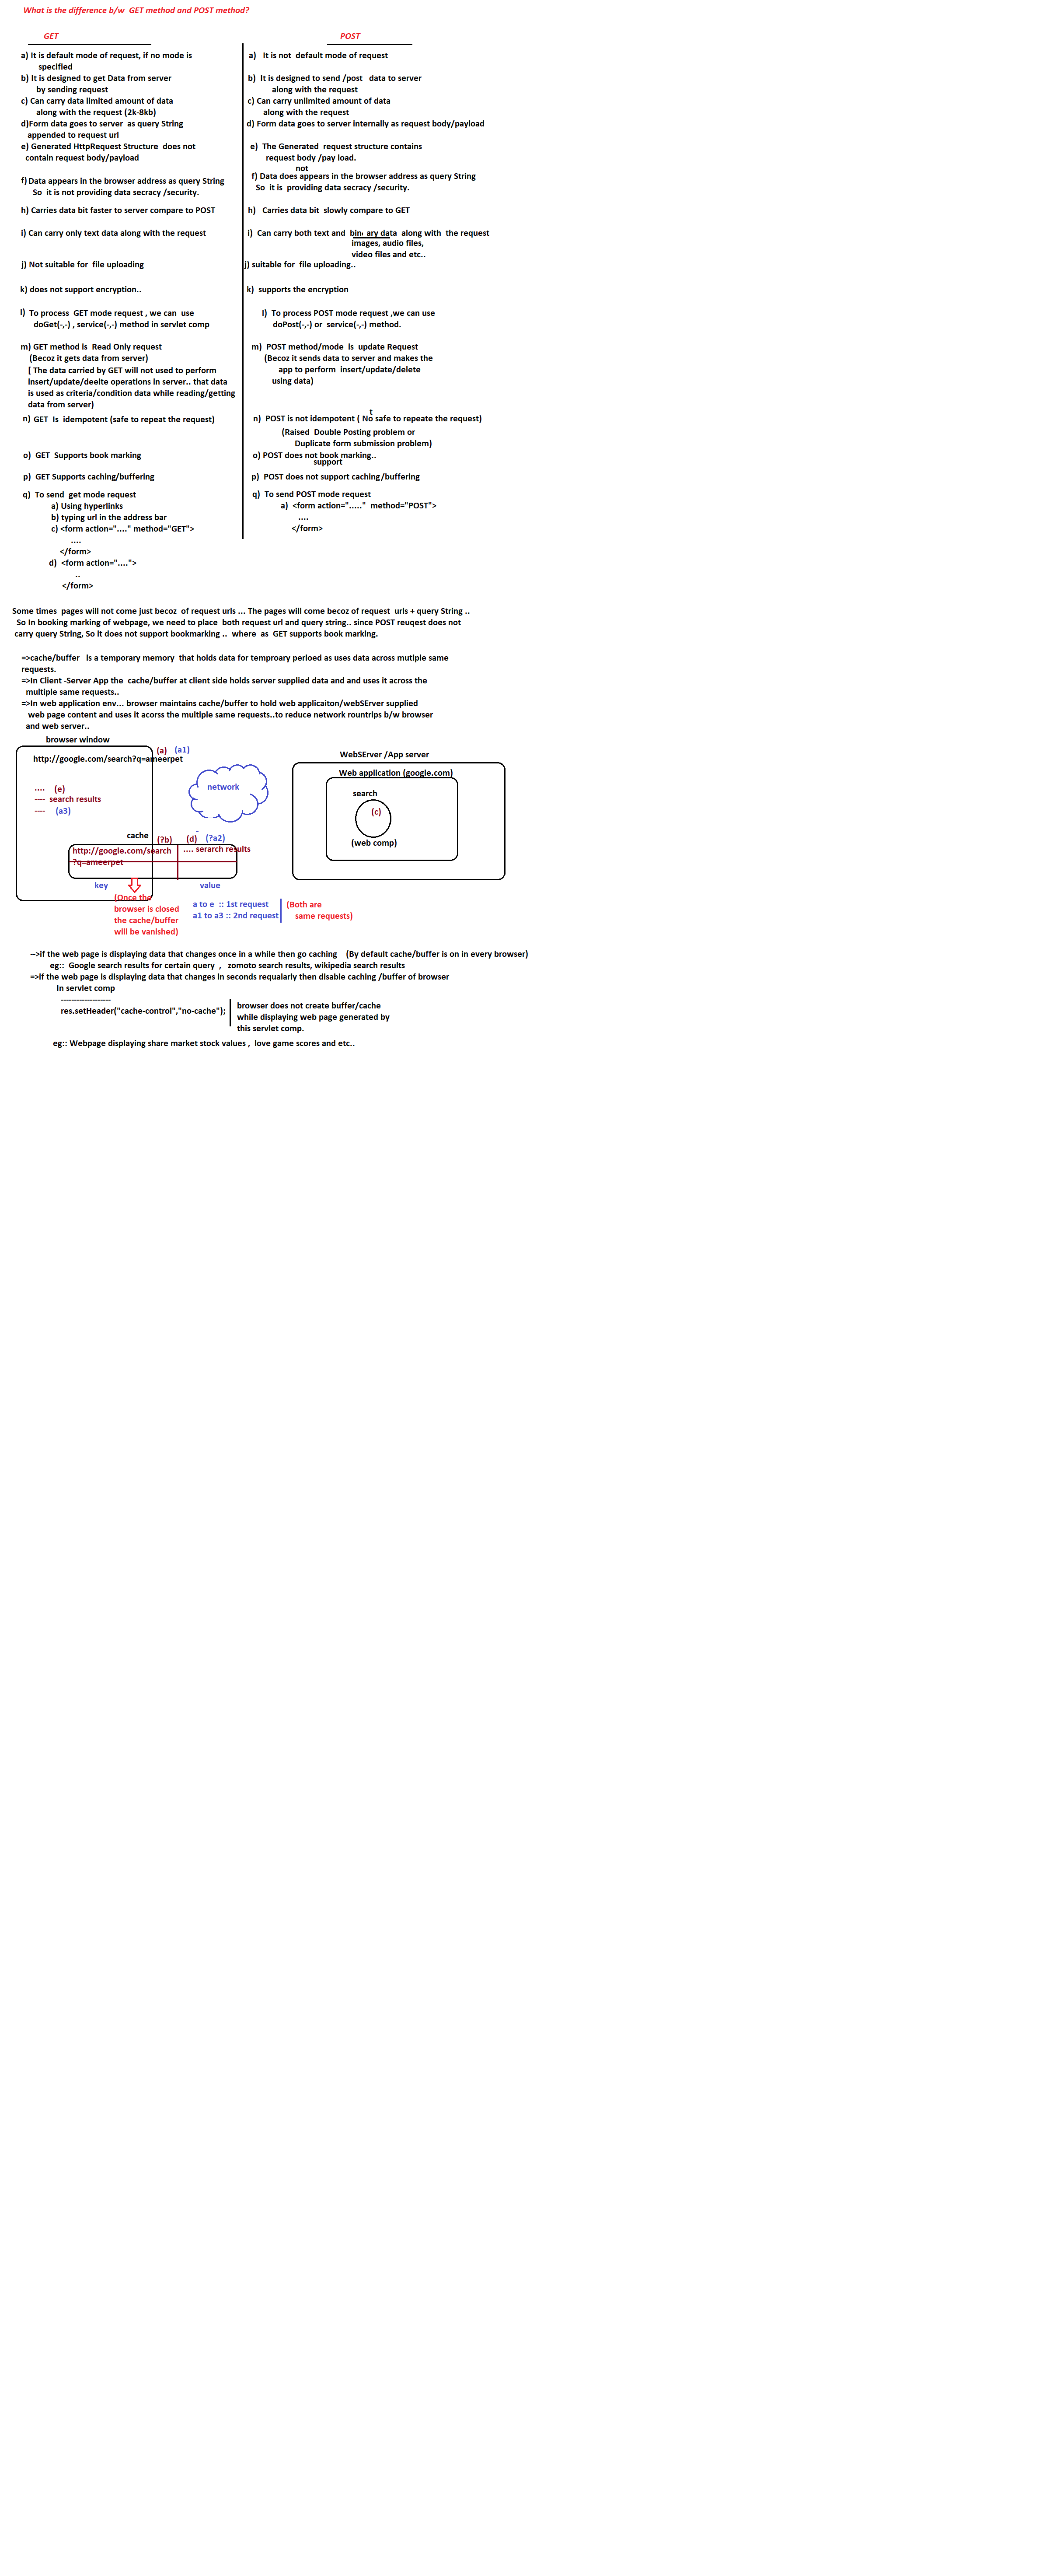 What is the difference b/w  GET method and POST method?
GET
a) It is default mode of request, if no mode is
specified
b) It is designed to get Data from server
by sending request
c) Can carry data limited amount of data
along with the request (2k-8kb)
d)Form data goes to server  as query String
appended to request url
e) Generated HttpRequest Structure  does not
contain request body/payload
f) Data appears in the browser address as query String
So  it is not providing data secracy /security.
h) Carries data bit faster to server compare to POST
i) Can carry only text data along with the request
j) Not suitable for  file uploading
k) does not support encryption..
l)  To process  GET mode request , we can  use
doGet(-,-) , service(-,-) method in servlet comp
m) GET method is  Read Only request
(Becoz it gets data from server)
[ The data carried by GET will not used to perform
insert/update/deelte operations in server.. that data
is used as criteria/condition data while reading/getting
data from server)
n)  GET  Is  idempotent (safe to repeat the request)
o)  GET  Supports book marking
p)  GET Supports caching/buffering
q)  To send  get mode request
a) Using hyperlinks
b) typing url in the address bar
c) <form action="...." method="GET">
....
</form>
d)  <form action="....">
..
</form>
POST
a)   It is not  default mode of request
b)  It is designed to send /post   data to server
along with the request
c) Can carry unlimited amount of data
along with the request
d) Form data goes to server internally as request body/payload
e)  The Generated  request structure contains
request body /pay load.
not
f) Data does appears in the browser address as query String
So  it is  providing data secracy /security.
h)   Carries data bit  slowly compare to GET
i)  Can carry both text and  bin ary data  along with  the request
images, audio files,
video files and etc..
j) suitable for  file uploading..
k)  supports the encryption
l)  To process POST mode request ,we can use
doPost(-,-) or  service(-,-) method.
m)  POST method/mode  is  update Request
(Becoz it sends data to server and makes the
app to perform  insert/update/delete
using data)
t
n)  POST is not idempotent ( No safe to repeate the request)
(Raised  Double Posting problem or
Duplicate form submission problem)
o) POST does not book marking..
support
p)  POST does not support caching/buffering
q)  To send POST mode request
a)  <form action="....."  method="POST">
....
</form>
Some times  pages will not come just becoz  of request urls ... The pages will come becoz of request  urls + query String ..
So In booking marking of webpage, we need to place  both request url and query string.. since POST reuqest does not
carry query String, So it does not support bookmarking ..  where  as  GET supports book marking.
=>cache/buffer   is a temporary memory  that holds data for temproary perioed as uses data across mutiple same
requests.
=>In Client -Server App the  cache/buffer at client side holds server supplied data and and uses it across the
multiple same requests..
=>In web application env... browser maintains cache/buffer to hold web applicaiton/webSErver supplied
web page content and uses it acorss the multiple same requests..to reduce network rountrips b/w browser
and web server..
browser window
(a)   (a1)
http://google.com/search?q=ameerpet
....    (e)
----  search results
----    (a3)
network
WebSErver /App server
Web application (google.com)
search
(c)
(web comp)
cache   (?b)   (d)   (?a2)
http://google.com/search
?q=ameerpet
.... serarch results
key
value
(Once the
browser is closed
the cache/buffer
will be vanished)
a to e  :: 1st request
a1 to a3 :: 2nd request
(Both are
same requests)
-->if the web page is displaying data that changes once in a while then go caching    (By default cache/buffer is on in every browser)
eg::  Google search results for certain query  ,   zomoto search results, wikipedia search results
=>if the web page is displaying data that changes in seconds requalarly then disable caching /buffer of browser
In servlet comp
-------------------
res.setHeader("cache-control","no-cache");
browser does not create buffer/cache
while displaying web page generated by
this servlet comp.
eg:: Webpage displaying share market stock values ,  love game scores and etc..